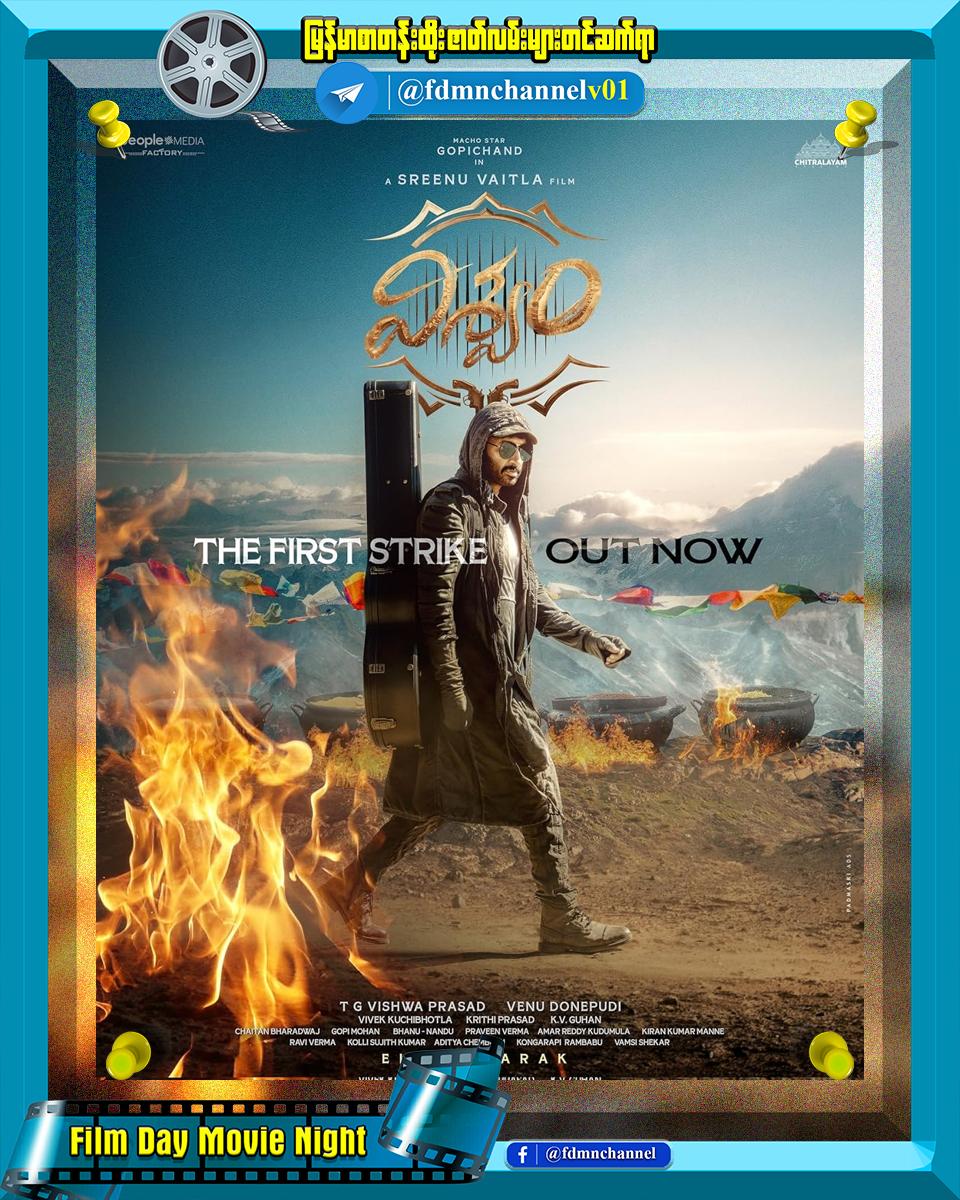 မြန်မာစာတန်းထိုးဇာတ်လမ်းများတင်ဆက်ရာ
@fdmnchannelv01
People MEDIA
FACTORY
MACHO STAR
GOPICHAND
IN
A SREENU VAITLA FILM
CHITRALAYAM
విశ్వం
THE FIRST STRIKE OUT NOW
PADHASRI ADS
T G VISHWA PRASAD VENU DONEPUDI
VIVEK KUCHIBHOTLA KRITHI PRASAD K.V. GUHAN
CHAITAN BHARADWAJ GOPI MOHAN BHANU - NANDU PRAVEEN VERMA AMAR REDDY KUDUMULA KIRAN KUMAR MANNE
RAVI VERMA KOLLI SUJITH KUMAR ADITYA KONGARAPI RAMBABU VAMSI SHEKAR
Film Day Movie Night
@fdmnchannel